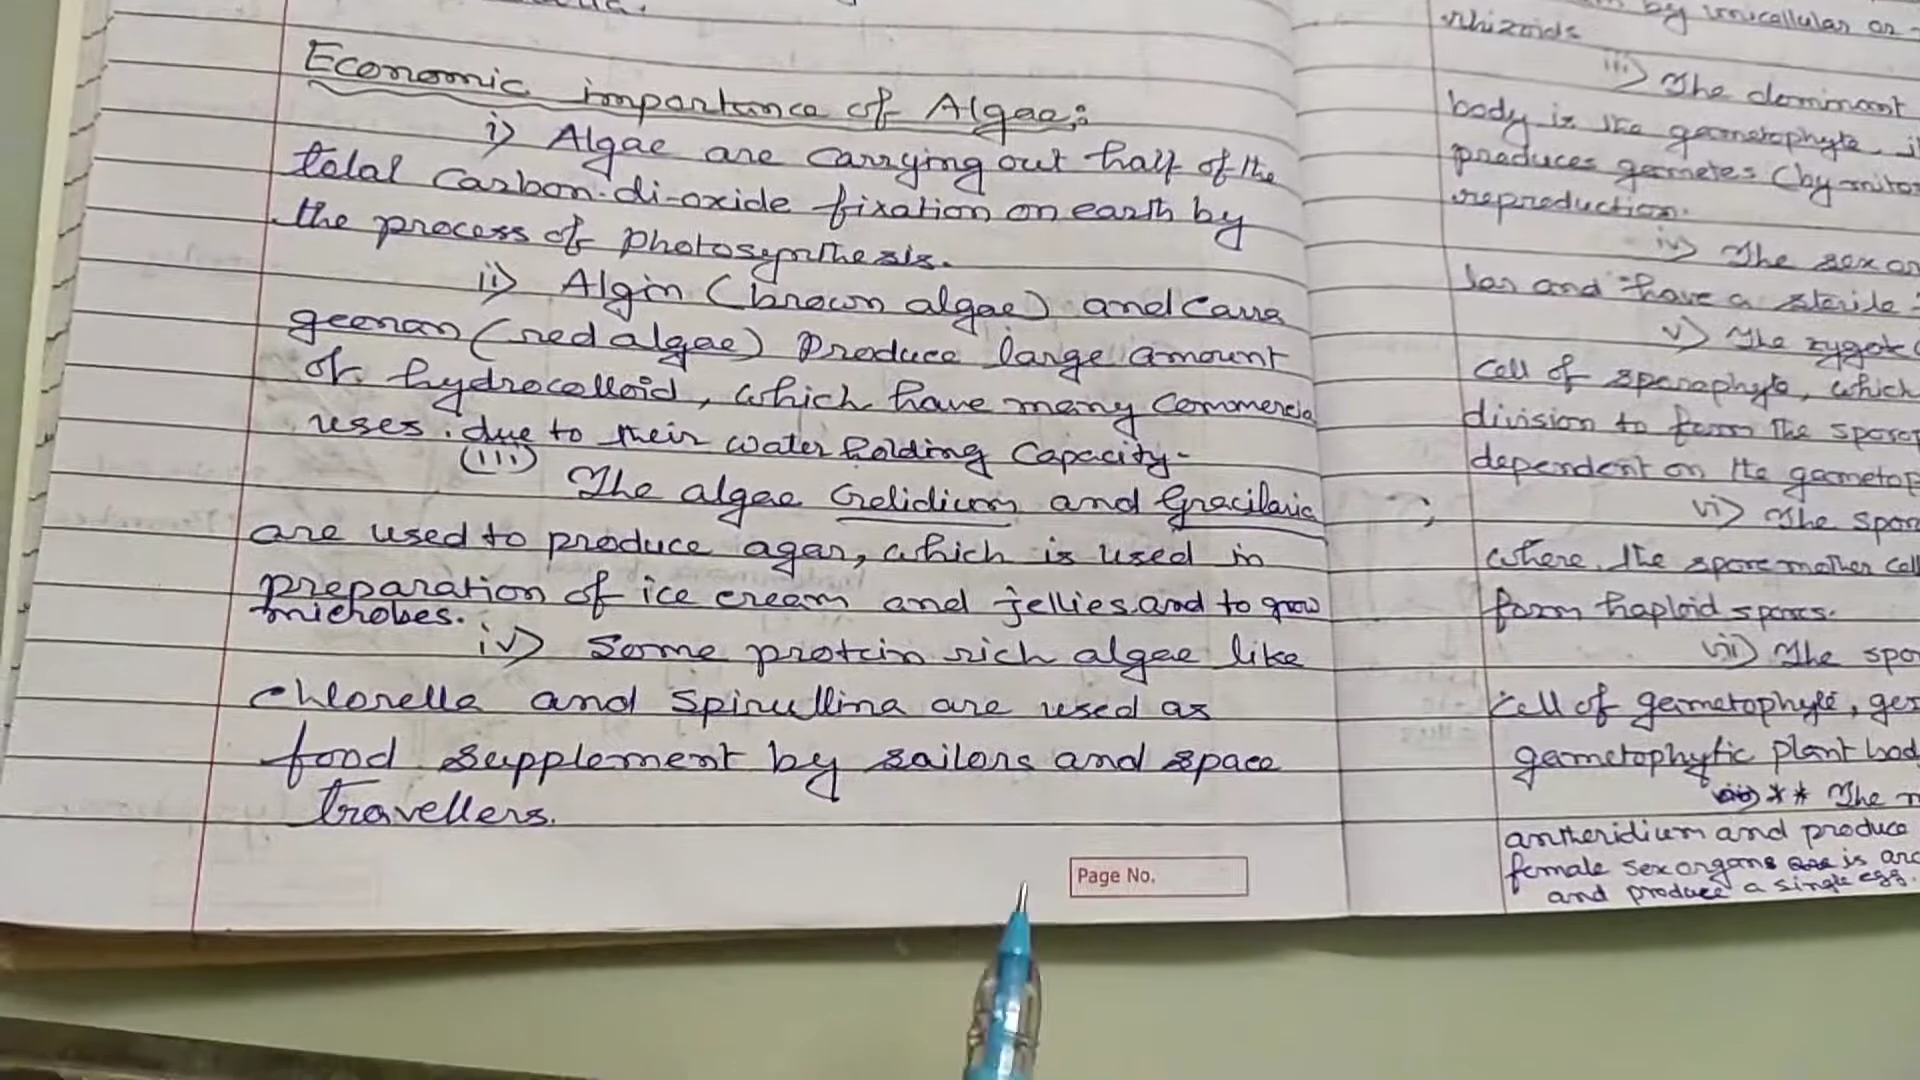 Economic importance of Algae:
i) Algae are carrying out half of the
total carbon-di-oxide fixation on earth by
the process of photosynthesis.
ii) Algin (brown algae) and carra
geenan (red algae) produce large amount
of hydrocolloid, which have many commercia
uses. due to their water holding capacity-
(iii) The algae Gelidium and Gracilaria
are used to produce agar, which is used in
preparation of ice cream and jellies and to grow
microbes.
iv) Some protein rich algae like
chlorella and spirullina are used as
food supplement by sailors and space
travellers.
Page No.
by unicellular or
rhizoids
iii) The dominant
body is the gametophyte.
produces gametes (by
reproduction.
iv) The sex
and have a sterile
v) The
cell of sporophyte, which
division to form the
dependent on the
vi) The
where the spore mother cell
form haploid spores.
vii) The
cell of gametophyte,
gametophytic plant
** The
antheridium and produce
female sex organs is
and produce a single egg.